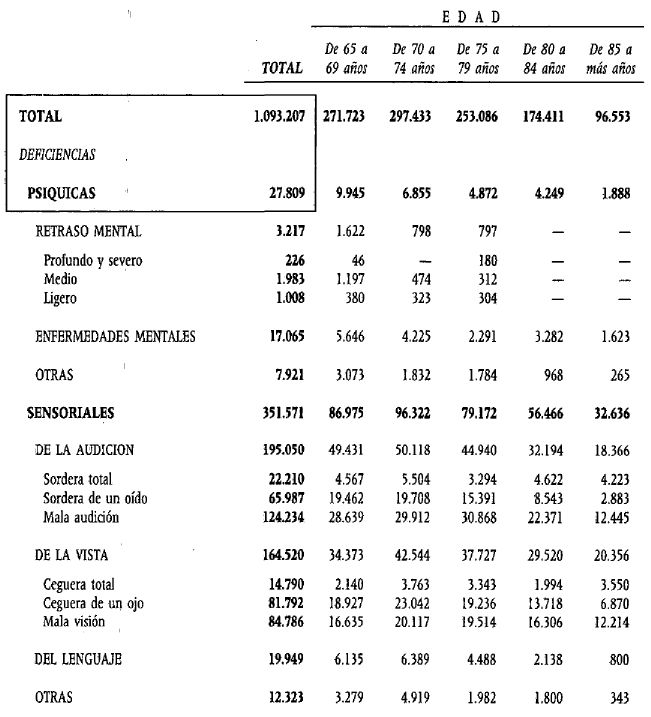 E D A D
TOTAL De 65 a 69 años De 70 a 74 años De 75 a 79 años De 80 a 84 años De 85 a más años
TOTAL 1.093.207 271.723 297.433 253.086 174.411 96.553
DEFICIENCIAS
PSIQUICAS 27.809 9.945 6.855 4.872 4.249 1.888
RETRASO MENTAL 3.217 1.622 798 797 — —
Profundo y severo 226 46 — 180 — —
Medio 1.983 1.197 474 312 — —
Ligero 1.008 380 323 304 — —
ENFERMEDADES MENTALES 17.065 5.646 4.225 2.291 3.282 1.623
OTRAS 7.921 3.073 1.832 1.784 968 265
SENSORIALES 351.571 86.975 96.322 79.172 56.466 32.636
DE LA AUDICION 195.050 49.431 50.118 44.940 32.194 18.366
Sordera total 22.210 4.567 5.504 3.294 4.622 4.223
Sordera de un oído 65.987 19.462 19.708 15.391 8.543 2.883
Mala audición 124.234 28.639 29.912 30.868 22.371 12.445
DE LA VISTA 164.520 34.373 42.544 37.727 29.520 20.356
Ceguera total 14.790 2.140 3.763 3.343 1.994 3.550
Ceguera de un ojo 81.792 18.927 23.042 19.236 13.718 6.870
Mala visión 84.786 16.635 20.117 19.514 16.306 12.214
DEL LENGUAJE 19.949 6.135 6.389 4.488 2.138 800
OTRAS 12.323 3.279 4.919 1.982 1.800 343